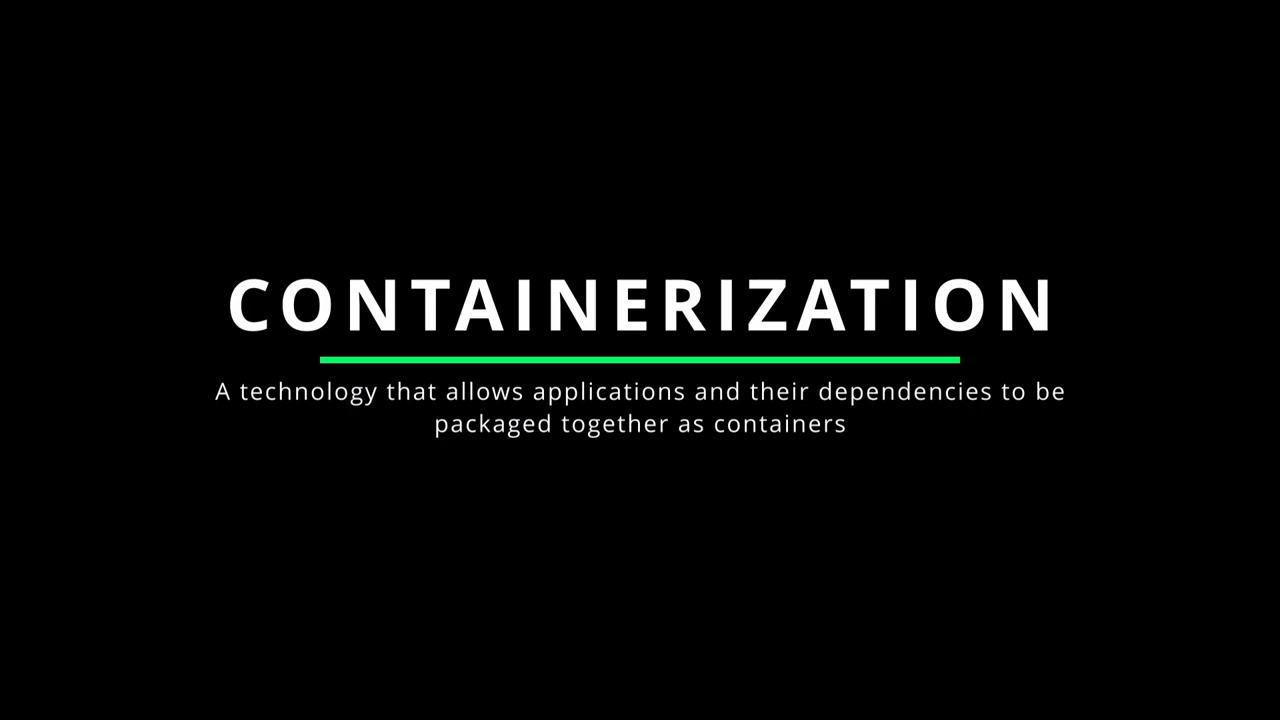 CONTAINERIZATION
A technology that allows applications and their dependencies to be
packaged together as containers